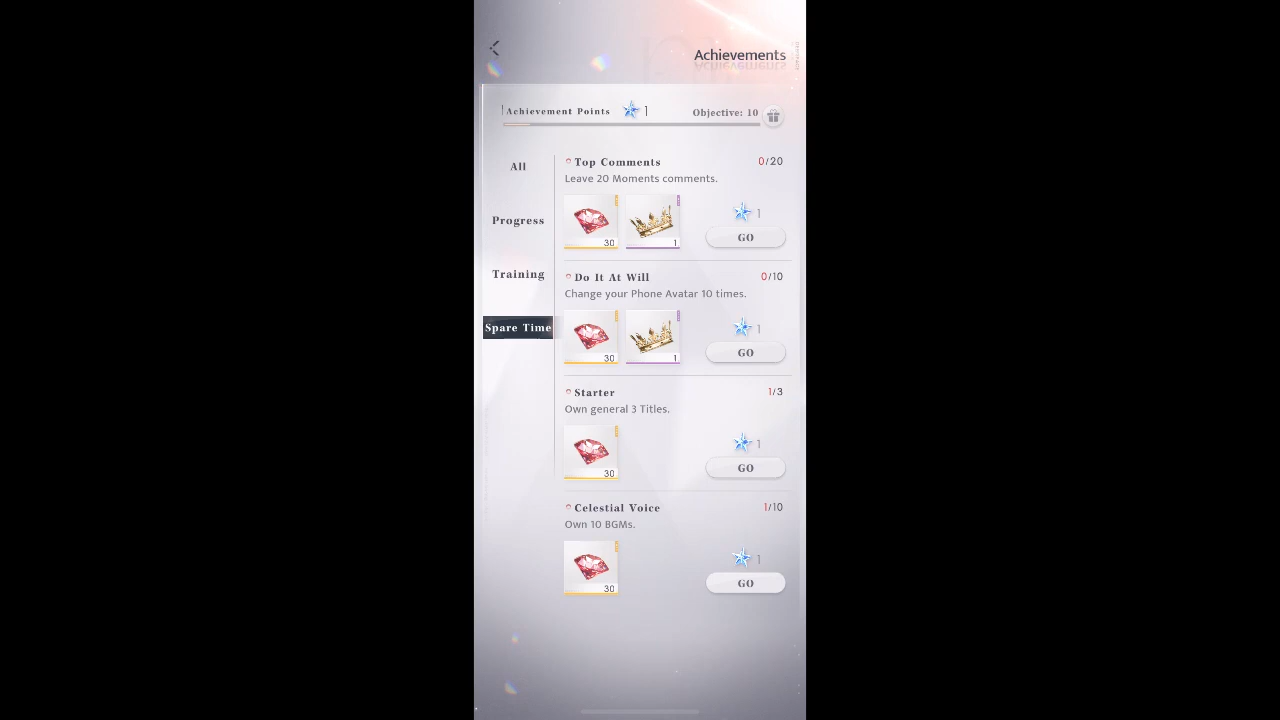 Achievements
Achievement Points
1
Objective: 10
All
Progress
Training
Spare Time
Top Comments
0/20
Leave 20 Moments comments.
30
1
1
GO
Do It At Will
0/10
Change your Phone Avatar 10 times.
30
1
1
GO
Starter
1/3
Own general 3 Titles.
30
1
GO
Celestial Voice
1/10
Own 10 BGMs.
30
1
GO